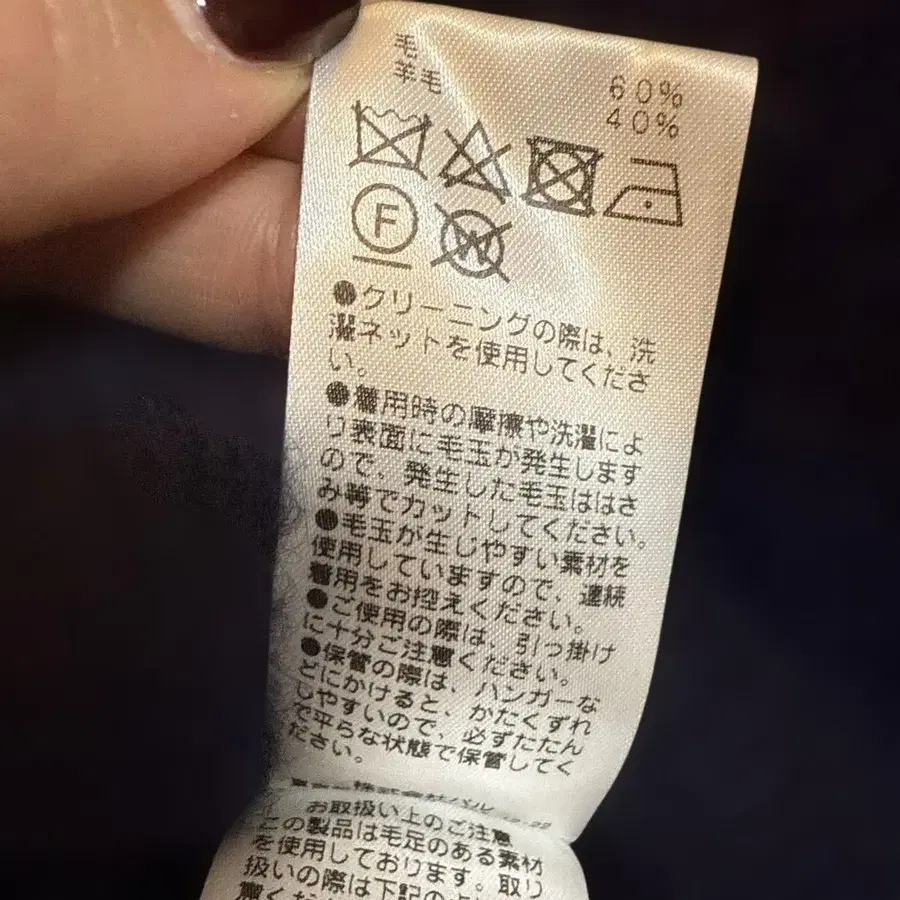 毛 60%
羊毛 40%
F W
●クリーニングの際は、洗
濯ネットを使用してくださ
い。
●着用時の摩擦や洗濯によ
り表面に毛玉が発生します
ので、発生した毛玉ははさ
み等でカットしてください。
●毛玉が生じやすい素材を
使用していますので、連続
着用をお控えください。
●ご使用の際は、引っ掛け
に十分ご注意ください。
●保管の際は、ハンガーな
どにかけると、かたくずれ
しやすいので、必ずたたん
で平らな状態で保管してく
ださい。
株式会社パル
お取扱い上のご注意
この製品は毛足のある素材
を使用しております。取り
扱いの際は下記の